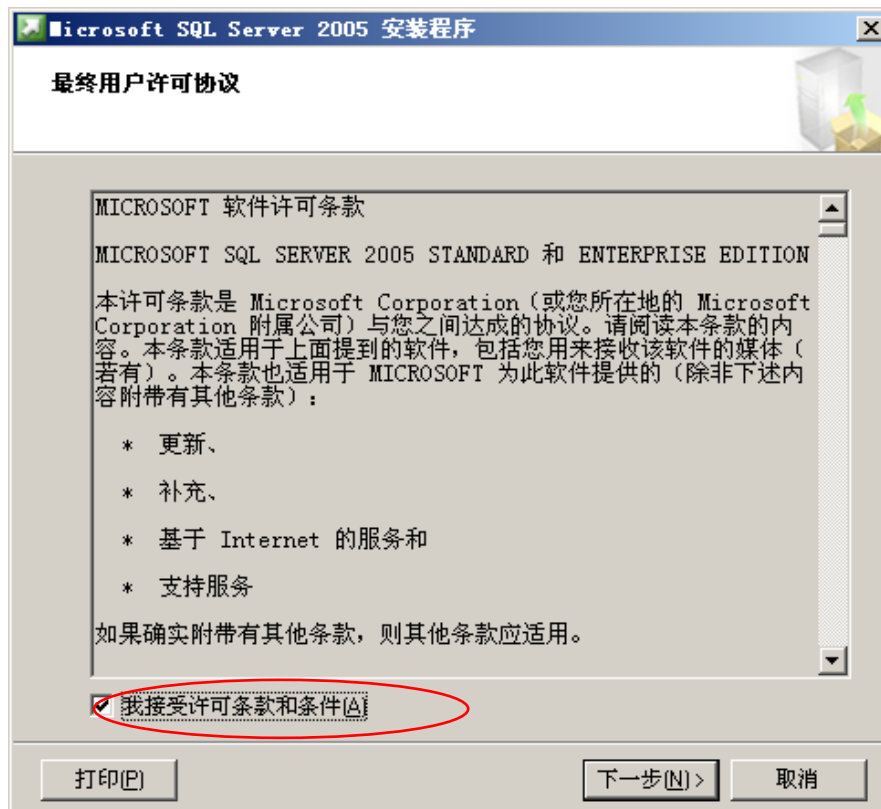 Microsoft SQL Server 2005 安装程序
最终用户许可协议
MICROSOFT 软件许可条款
MICROSOFT SQL SERVER 2005 STANDARD 和 ENTERPRISE EDITION
本许可条款是 Microsoft Corporation（或您所在地的 Microsoft
Corporation 附属公司）与您之间达成的协议。请阅读本条款的内
容。本条款适用于上面提到的软件，包括您用来接收该软件的媒体（
若有）。本条款也适用于 MICROSOFT 为此软件提供的（除非下述内
容附带有其他条款）：
* 更新、
* 补充、
* 基于 Internet 的服务和
* 支持服务
如果确实附带有其他条款，则其他条款应适用。
我接受许可条款和条件(A)
打印(P)
下一步(N)>
取消